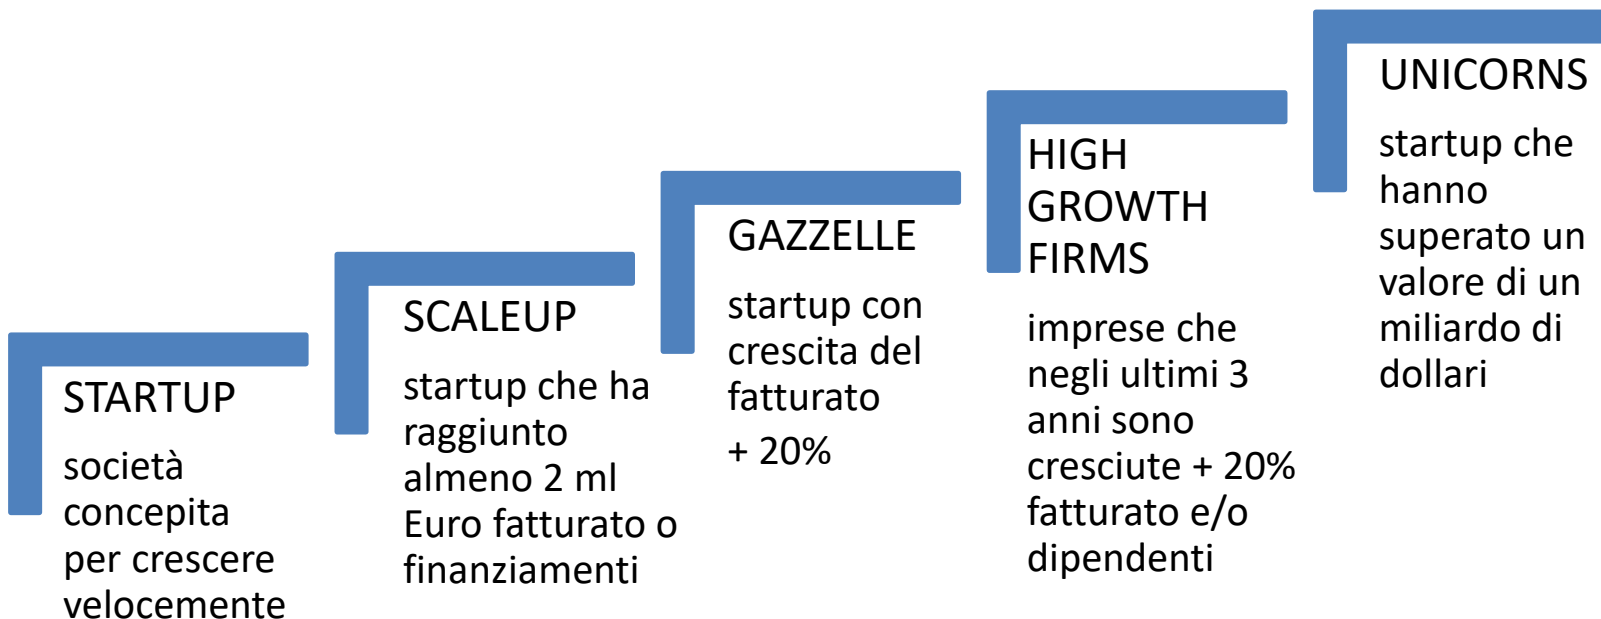 STARTUP
società
concepita
per crescere
velocemente
SCALEUP
startup che ha
raggiunto
almeno 2 ml
Euro fatturato o
finanziamenti
GAZZELLE
startup con
crescita del
fatturato
+ 20%
HIGH
GROWTH
FIRMS
imprese che
negli ultimi 3
anni sono
cresciute + 20%
fatturato e/o
dipendenti
UNICORNS
startup che
hanno
superato un
valore di un
miliardo di
dollari